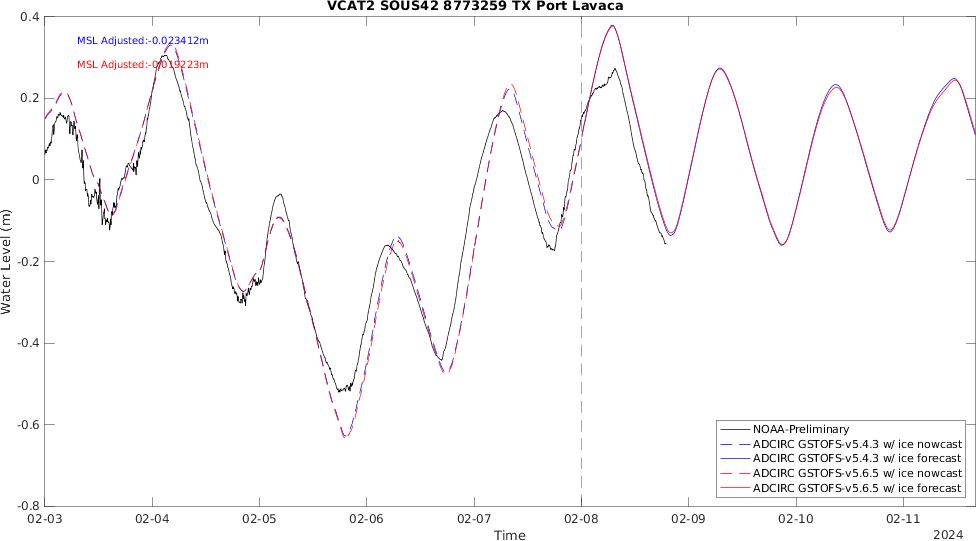 VCAT2 SOUS42 8773259 TX Port Lavaca
MSL Adjusted:-0.023412m
MSL Adjusted:-0.019223m
0.4
0.2
0
-0.2
-0.4
-0.6
-0.8
Water Level (m)
NOAA-Preliminary
ADCIRC GSTOFS-v5.4.3 w/ ice nowcast
ADCIRC GSTOFS-v5.4.3 w/ ice forecast
ADCIRC GSTOFS-v5.6.5 w/ ice nowcast
ADCIRC GSTOFS-v5.6.5 w/ ice forecast
02-03 02-04 02-05 02-06 02-07 02-08 02-09 02-10 02-11
Time
2024